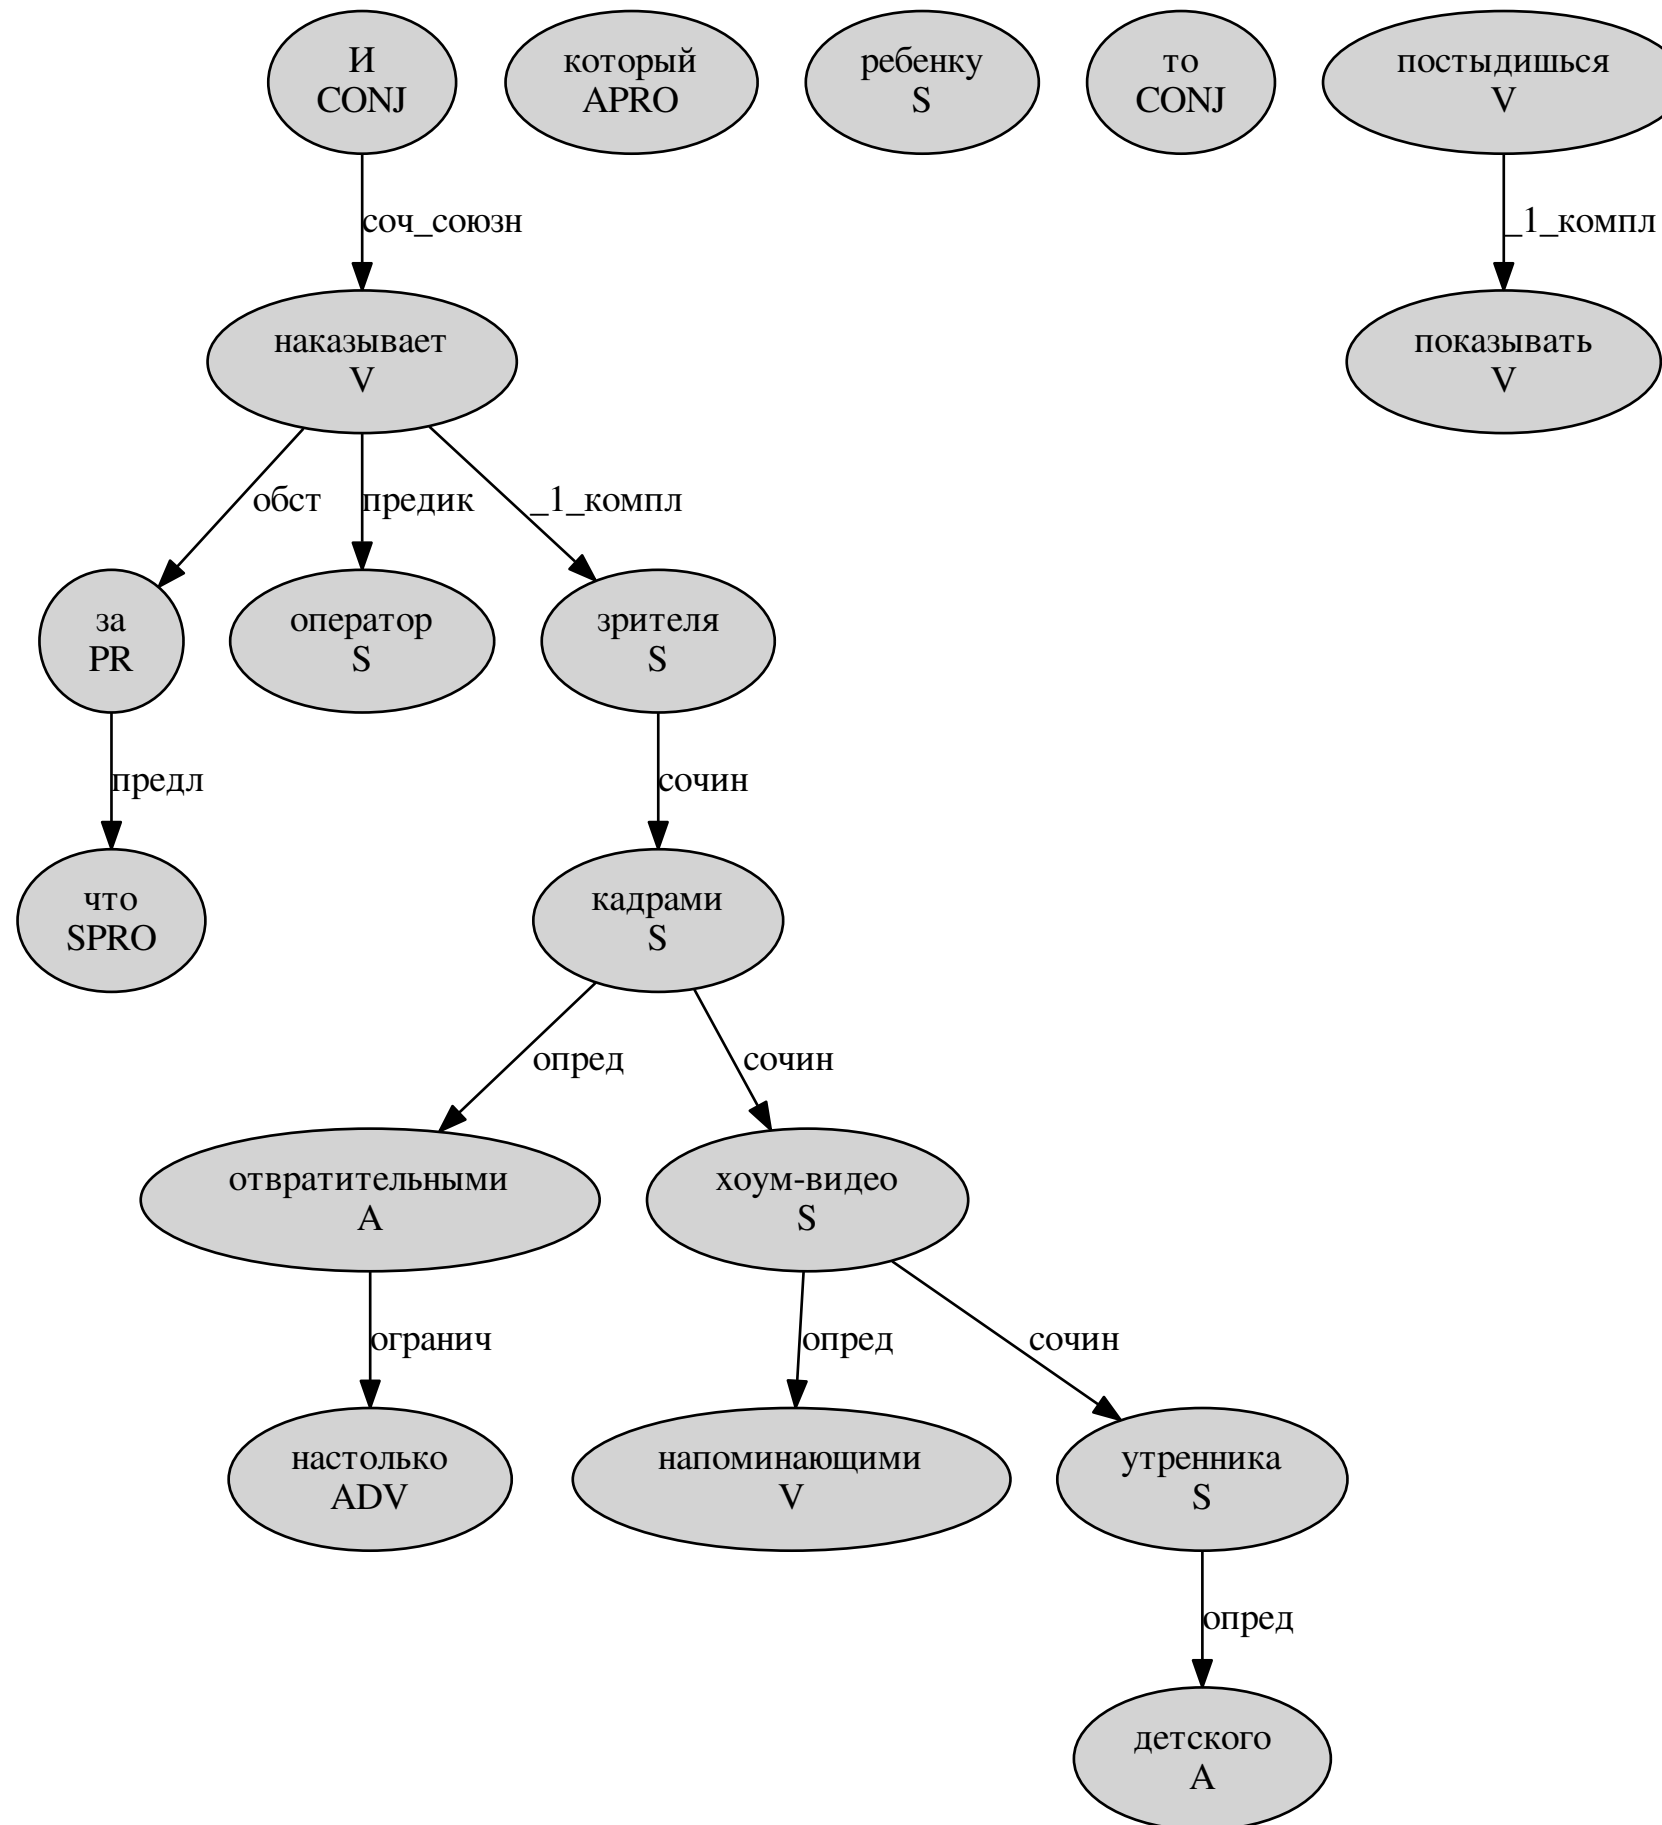 И
CONJ
который
APRO
ребенку
S
то
CONJ
постыдишься
V
соч_союзн
_1_компл
наказывает
V
показывать
V
обст
предик
_1_компл
за
PR
оператор
S
зрителя
S
предл
сочин
что
SPRO
кадрами
S
опред
сочин
отвратительными
A
хоум-видео
S
огранич
опред
сочин
настолько
ADV
напоминающими
V
утренника
S
опред
детского
A